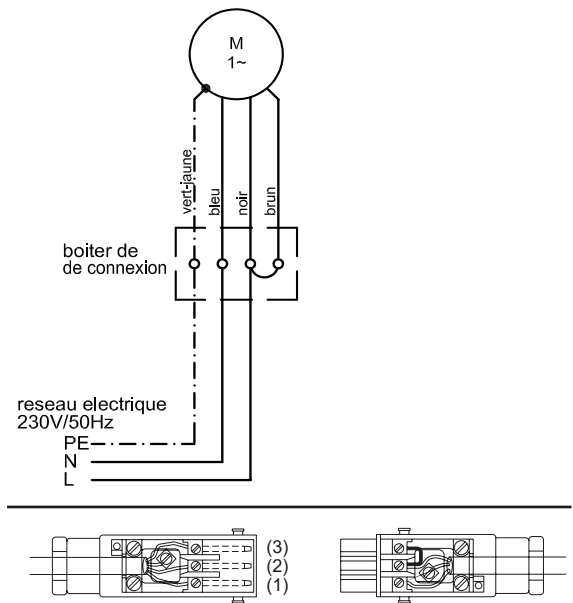 M
1~
vert-jaune
bleu
noir
brun
boiter de
de connexion
reseau electrique
230V/50Hz
PE
N
L
(3)
(2)
(1)